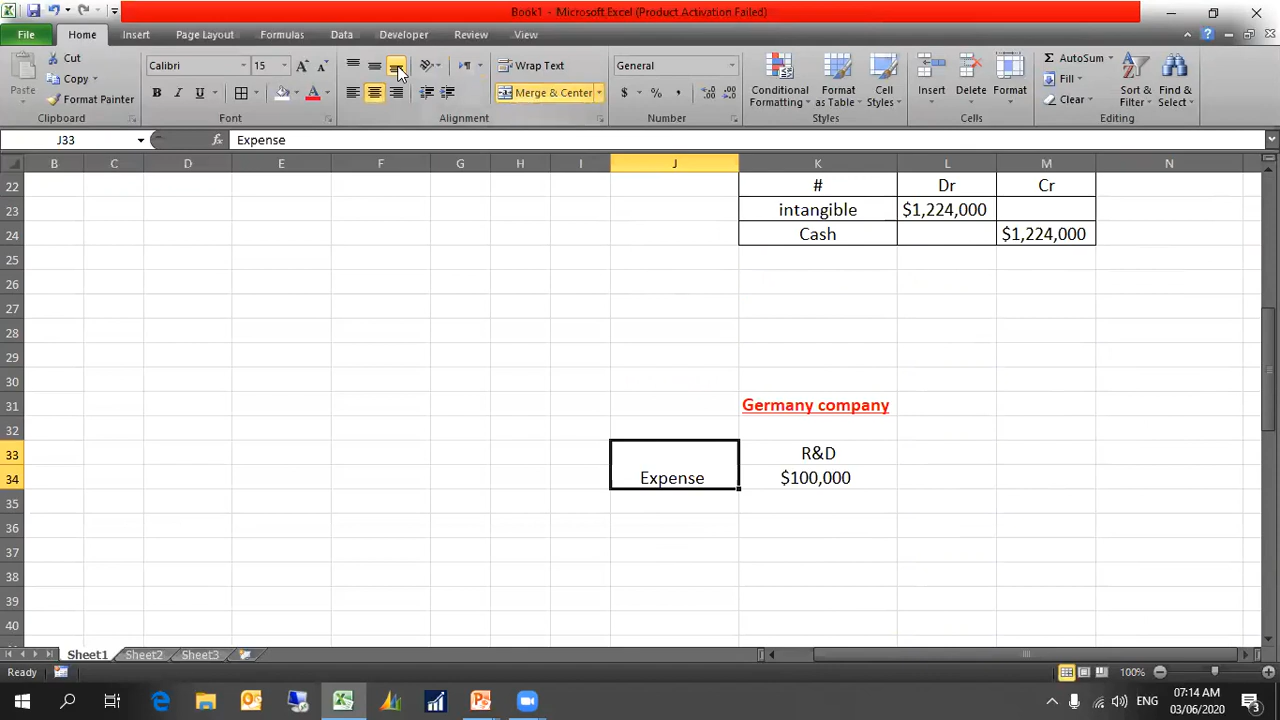 Book1 - Microsoft Excel (Product Activation Failed)
File Home Insert Page Layout Formulas Data Developer Review View
Cut
Copy
Format Painter
Paste
Clipboard
Calibri 15
B I U
Font
Wrap Text
Merge & Center
Alignment
General
$ % ,
Number
Conditional Formatting
Format as Table
Cell Styles
Styles
Insert
Delete
Format
Cells
AutoSum
Fill
Clear
Sort & Filter
Find & Select
Editing
J33 fx Expense
B C D E F G H I J K L M N
22 # Dr Cr
23 intangible $1,224,000
24 Cash $1,224,000
25
26
27
28
29
30
31 Germany company
32
33 R&D
34 Expense $100,000
35
36
37
38
39
40
Sheet1 Sheet2 Sheet3
Ready 100%
ENG
07:14 AM
03/06/2020
3